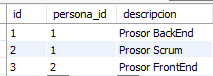 id persona_id descripcion
1 1 Prosor BackEnd
2 1 Prosor Scrum
3 2 Prosor FrontEnd